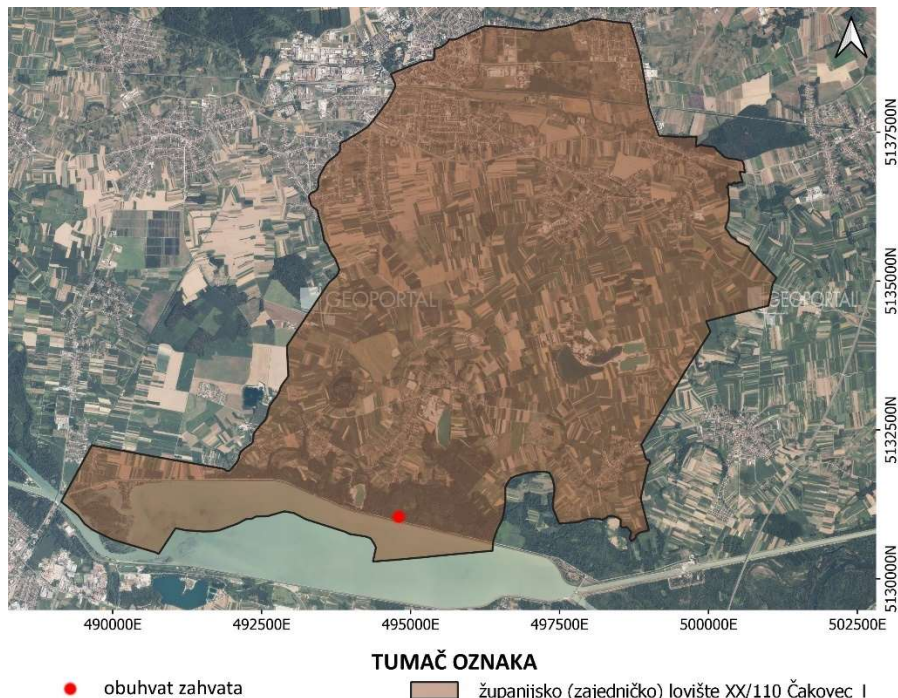 GEOPORTAL
GEOPORTAL
5137500N
5135000N
5132500N
5130000N
490000E 492500E 495000E 497500E 500000E 502500E
TUMAČ OZNAKA
obuhvat zahvata
županijsko (zajedničko) lovište XX/110 Čakovec I